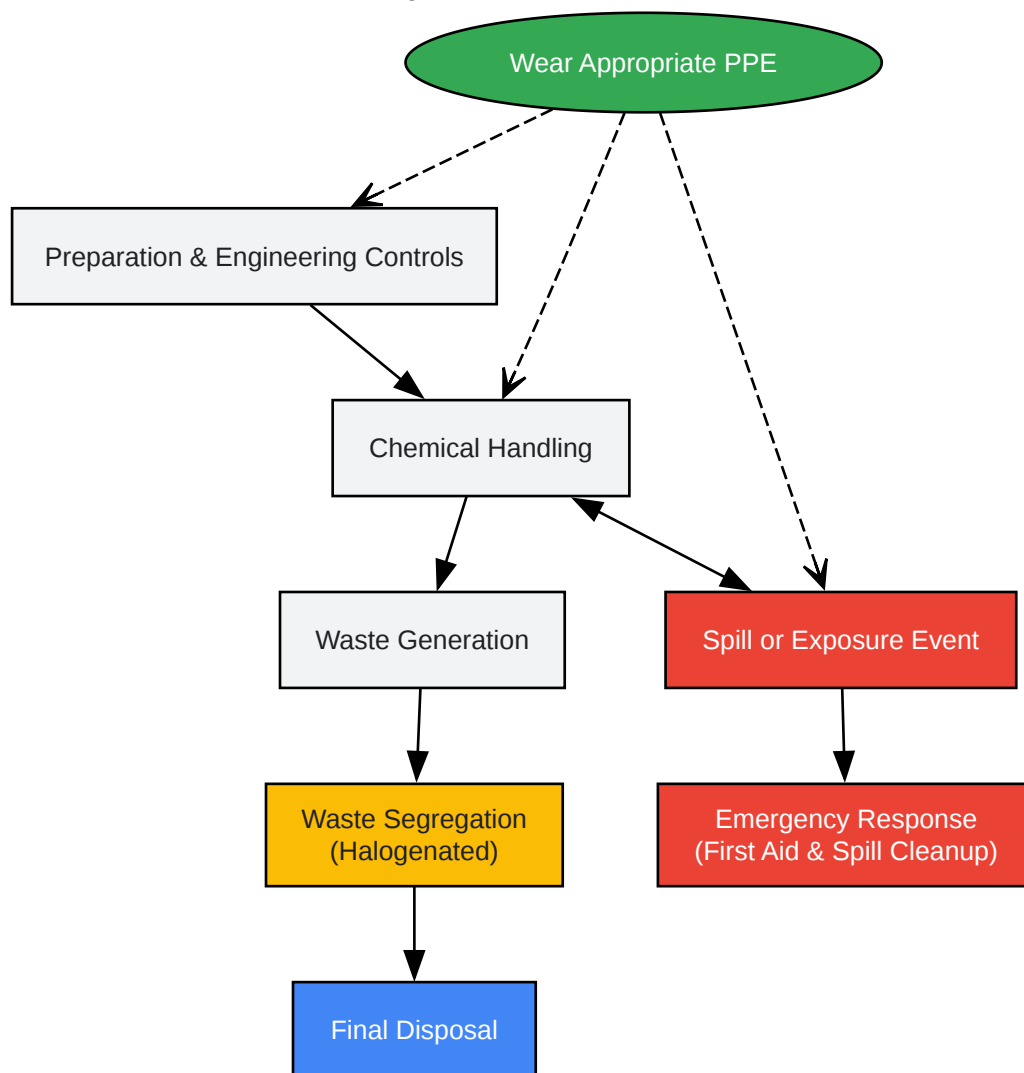 Wear Appropriate PPE
Preparation & Engineering Controls
Chemical Handling
Waste Generation
Spill or Exposure Event
Waste Segregation
(Halogenated)
Emergency Response
(First Aid & Spill Cleanup)
Final Disposal